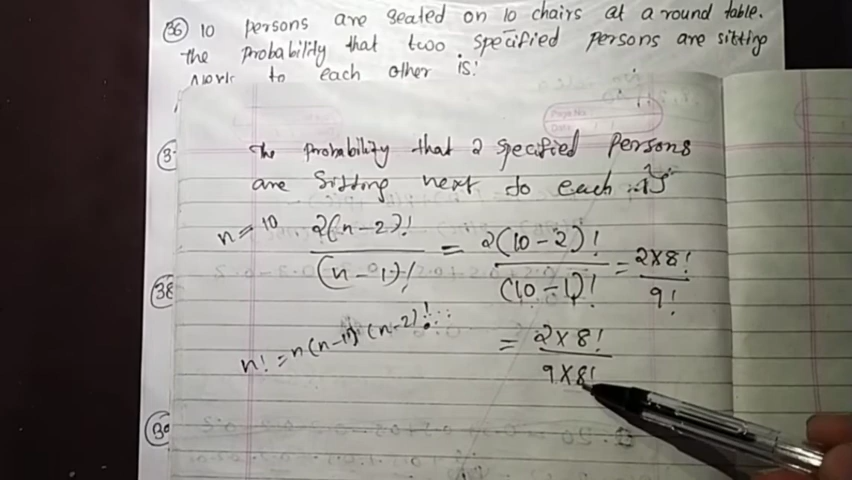 36 10 persons are seated on 10 chairs at a round table.
The Probability that two specified persons are sitting
next to each other is:
The Probability that 2 specified Persons
are Sitting next to each is
n = 10 2(n-2)! / (n-1)! = 2(10-2)! / (10-1)! = 2×8! / 9!
n! = n(n-1)(n-2)!
= 2×8! / 9×8!
38